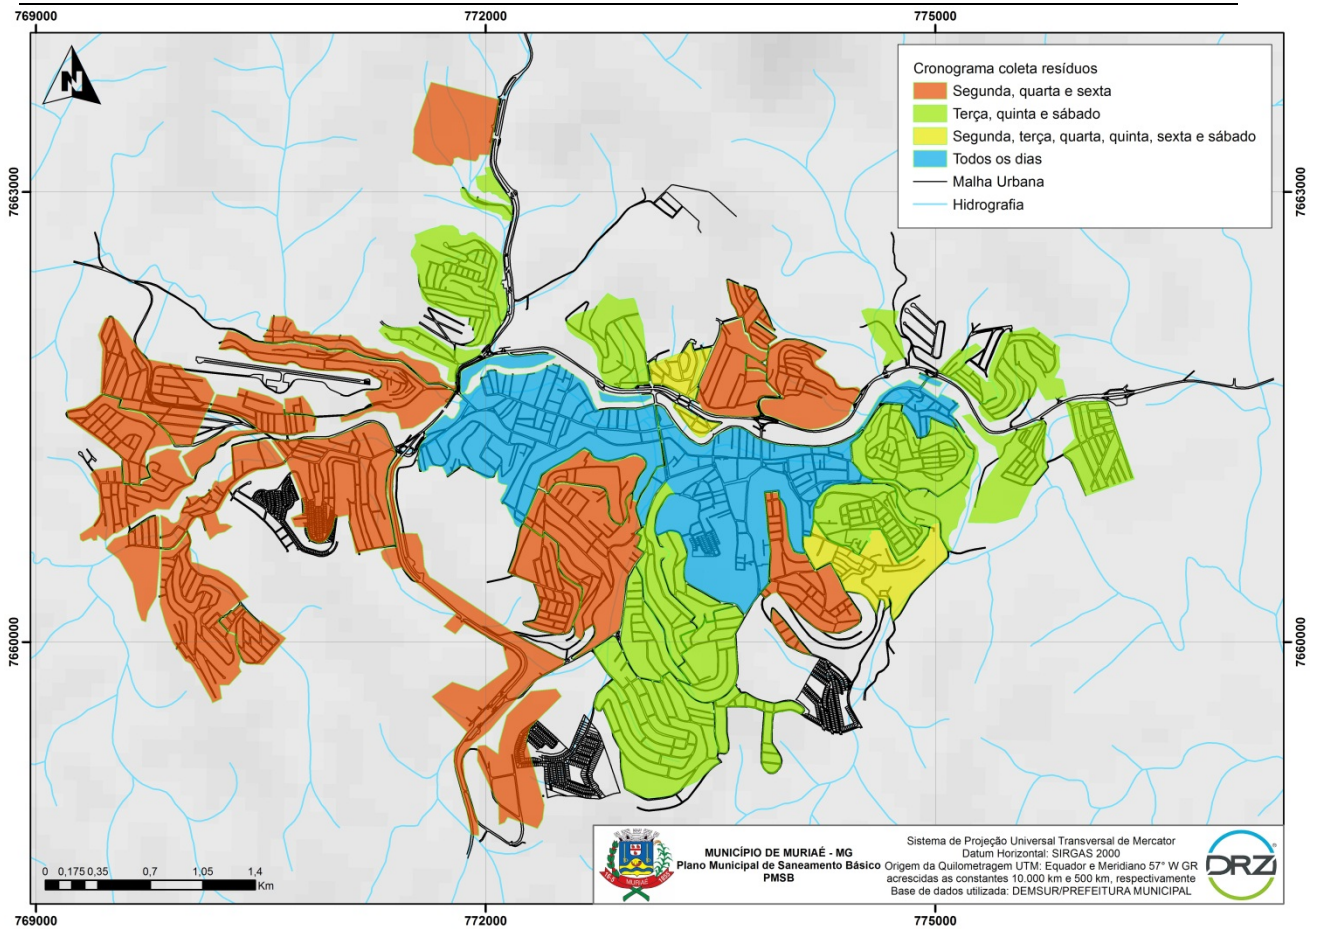 769000
772000
775000
N
Cronograma coleta resíduos
Segunda, quarta e sexta
Terça, quinta e sábado
Segunda, terça, quarta, quinta, sexta e sábado
Todos os dias
Malha Urbana
Hidrografia
7663000
7663000
7660000
7660000
0 0,175 0,35 0,7 1,05 1,4
Km
MUNICÍPIO DE MURIAÉ - MG
Plano Municipal de Saneamento Básico
PMSB
MURIAÉ
Sistema de Projeção Universal Transversal de Mercator
Datum Horizontal: SIRGAS 2000
Origem da Quilometragem UTM: Equador e Meridiano 57° W GR
acrescidas as constantes 10.000 km e 500 km, respectivamente
Base de dados utilizada: DEMSUR/PREFEITURA MUNICIPAL
DRZ
769000
772000
775000